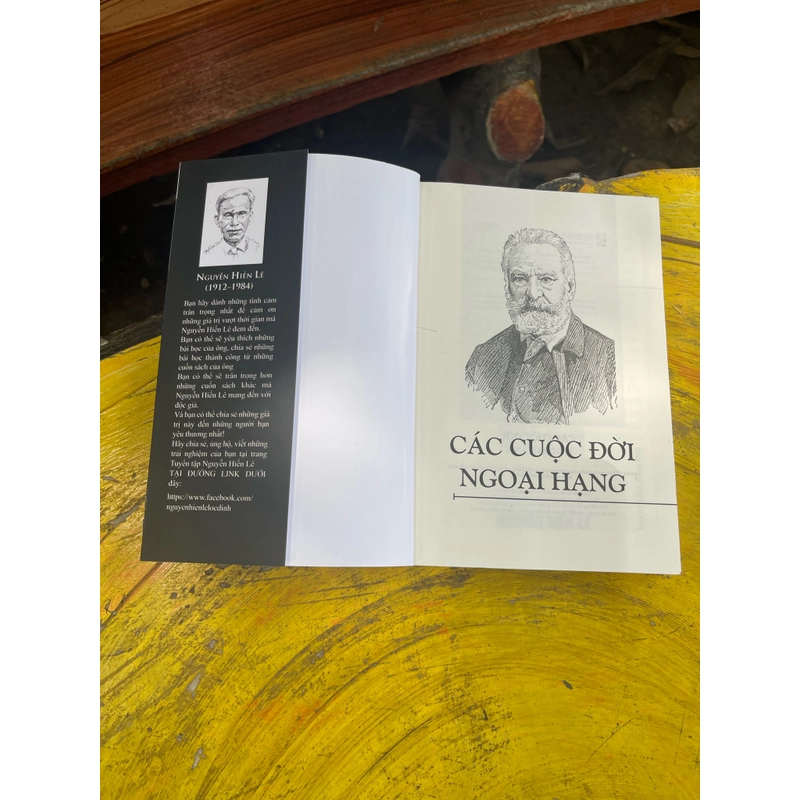 NGUYỄN HIẾN LÊ
(1912-1984)
Bạn hãy dành những tình cảm
trân trọng nhất để cảm ơn
những giá trị vượt thời gian mà
Nguyễn Hiến Lê đem đến.
Bạn có thể sẽ yêu thích những
bài học của ông, chia sẻ những
bài học thành công từ những
cuốn sách của ông
Bạn có thể sẽ trân trọng hơn
những cuốn sách khác mà
Nguyễn Hiến Lê mang đến với
độc giả.
Và bạn có thể chia sẻ những giá
trị này đến những người bạn
yêu thương nhất!
Hãy chia sẻ, ủng hộ, viết những
trải nghiệm của bạn tại trang
Tuyển tập Nguyễn Hiến Lê
TẠI ĐƯỜNG LINK DƯỚI
đây:
https://www.facebook.com/
nguyenhienlelocdinh
CÁC CUỘC ĐỜI
NGOẠI HẠNG